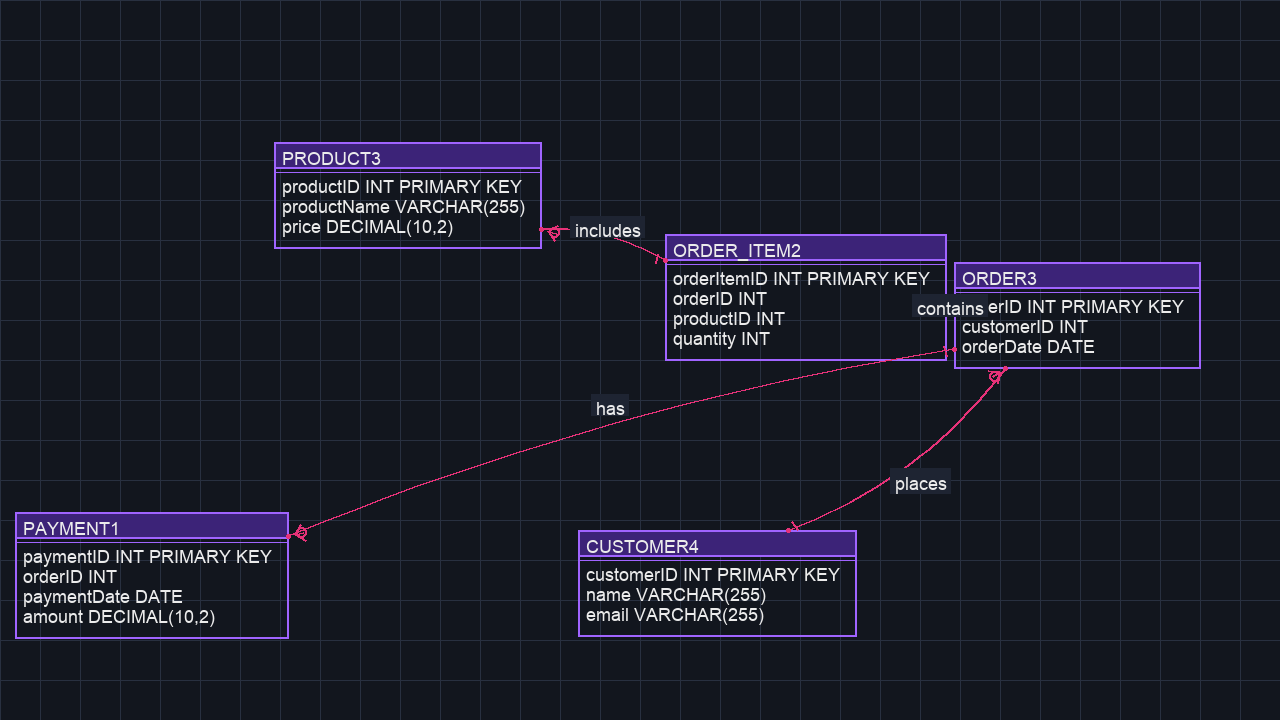 PRODUCT3
productID INT PRIMARY KEY
productName VARCHAR(255)
price DECIMAL(10,2)
includes
ORDER_ITEM2
orderItemID INT PRIMARY KEY
orderID INT
productID INT
quantity INT
contains
ORDER3
erID INT PRIMARY KEY
customerID INT
orderDate DATE
has
places
PAYMENT1
paymentID INT PRIMARY KEY
orderID INT
paymentDate DATE
amount DECIMAL(10,2)
CUSTOMER4
customerID INT PRIMARY KEY
name VARCHAR(255)
email VARCHAR(255)